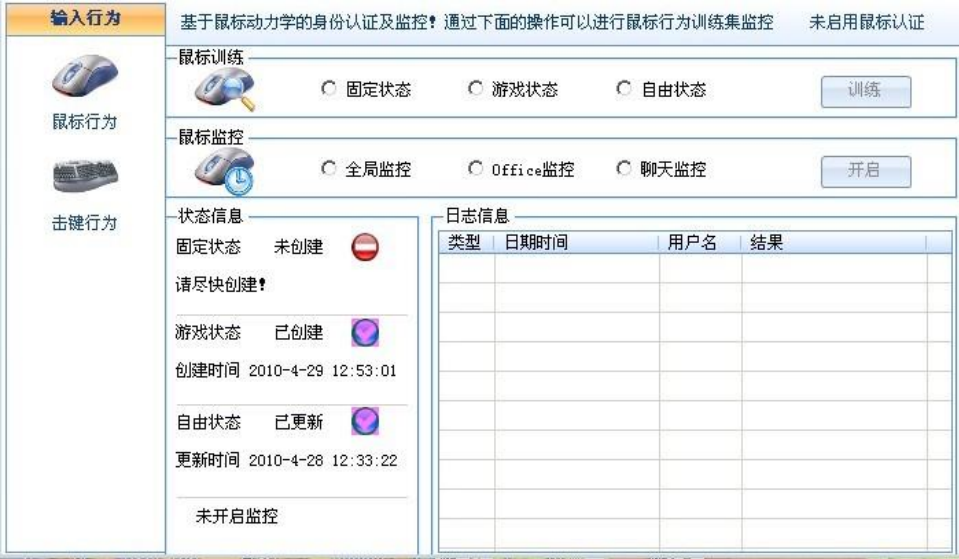 输入行为
基于鼠标动力学的身份认证及监控! 通过下面的操作可以进行鼠标行为训练集监控 未启用鼠标认证
鼠标行为
击键行为
鼠标训练
固定状态 游戏状态 自由状态 训练
鼠标监控
全局监控 Office监控 聊天监控 开启
状态信息
固定状态 未创建
请尽快创建!
游戏状态 已创建
创建时间 2010-4-29 12:53:01
自由状态 已更新
更新时间 2010-4-28 12:33:22
未开启监控
日志信息
类型 日期时间 用户名 结果